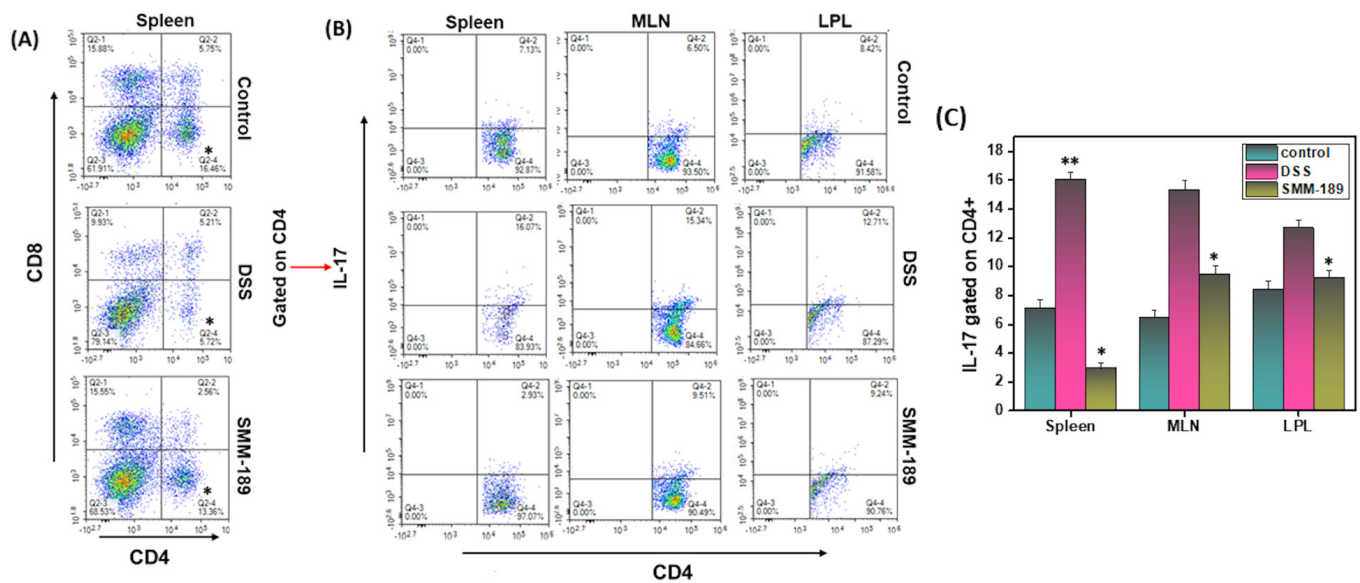 (A)
Spleen
CD8
Q2-1
15.88%
Q2-2
5.75%
Q2-3
61.91%
*
Q2-4
16.46%
Control
Q2-1
9.93%
Q2-2
5.21%
Q2-3
79.14%
*
Q2-4
5.72%
DSS
Q2-1
15.55%
Q2-2
2.56%
Q2-3
68.53%
*
Q2-4
13.36%
SMM-189
CD4
Gated on CD4
(B)
Spleen
MLN
LPL
IL-17
Q4-1
0.00%
Q4-2
7.13%
Q4-3
0.00%
Q4-4
92.87%
Q4-1
0.00%
Q4-2
6.50%
Q4-3
0.00%
Q4-4
93.50%
Q4-1
0.00%
Q4-2
8.42%
Q4-3
0.00%
Q4-4
91.58%
Control
Q4-1
0.00%
Q4-2
16.07%
Q4-3
0.00%
Q4-4
83.93%
Q4-1
0.00%
Q4-2
15.34%
Q4-3
0.00%
Q4-4
84.66%
Q4-1
0.00%
Q4-2
12.71%
Q4-3
0.00%
Q4-4
87.29%
DSS
Q4-1
0.00%
Q4-2
2.93%
Q4-3
0.00%
Q4-4
97.07%
Q4-1
0.00%
Q4-2
9.51%
Q4-3
0.00%
Q4-4
90.49%
Q4-1
0.00%
Q4-2
9.24%
Q4-3
0.00%
Q4-4
90.76%
SMM-189
CD4
(C)
IL-17 gated on CD4+
18
16
14
12
10
8
6
4
2
0
**
*
*
*
control
DSS
SMM-189
Spleen
MLN
LPL